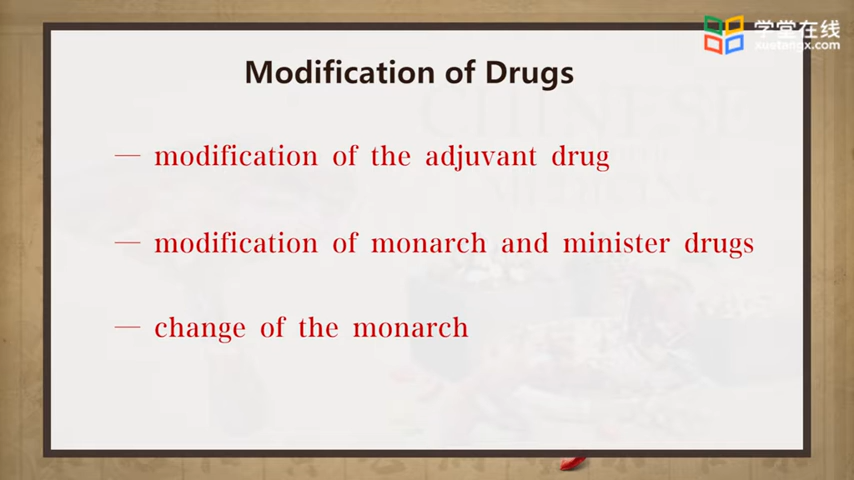 学堂在线
xuetangx.com
Modification of Drugs
— modification of the adjuvant drug
— modification of monarch and minister drugs
— change of the monarch